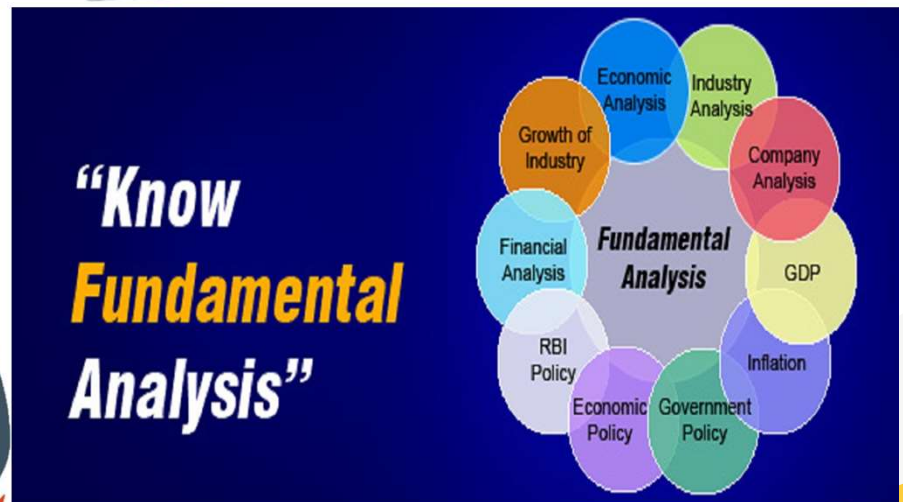 “Know
Fundamental
Analysis”
Economic
Analysis
Industry
Analysis
Company
Analysis
GDP
Inflation
Government
Policy
Economic
Policy
RBI
Policy
Financial
Analysis
Growth of
Industry
Fundamental
Analysis